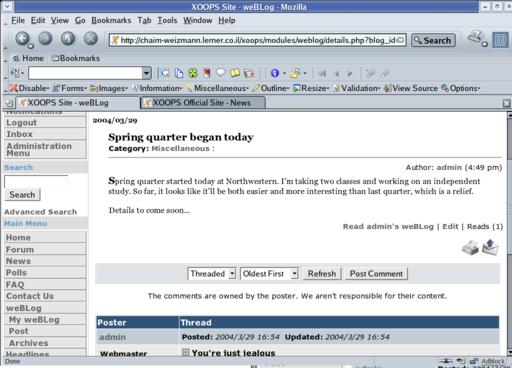 XOOPS Site - weBLog - Mozilla
File Edit View Go Bookmarks Tab Tools Window Help
http://chaim-weizmann.lerner.co.il/xoops/modules/weblog/details.php?blog_id= Search
Home Bookmarks
Disable Forms Images Information Miscellaneous Outline Resize Validation View Source Options
XOOPS Site - weBLog XOOPS Official Site - News
Notifications
Logout
Inbox
Administration
Menu
Search
Search
Advanced Search
Main Menu
Home
Forum
News
Polls
FAQ
Contact Us
weBLog
My weBLog
Post
Archives
Headlines
2004/03/29
Spring quarter began today
Category: Miscellaneous :
Author: admin (4:49 pm)
Spring quarter started today at Northwestern. I'm taking two classes and working on an independent
study. So far, it looks like it'll be both easier and more interesting than last quarter, which is a relief.
Details to come soon...
Read admin's weBLog | Edit | Reads (1)
Threaded Oldest First Refresh Post Comment
The comments are owned by the poster. We aren't responsible for their content.
Poster Thread
admin Posted: 2004/3/29 16:54 Updated: 2004/3/29 16:54
Webmaster You're just jealous
Done Adblock